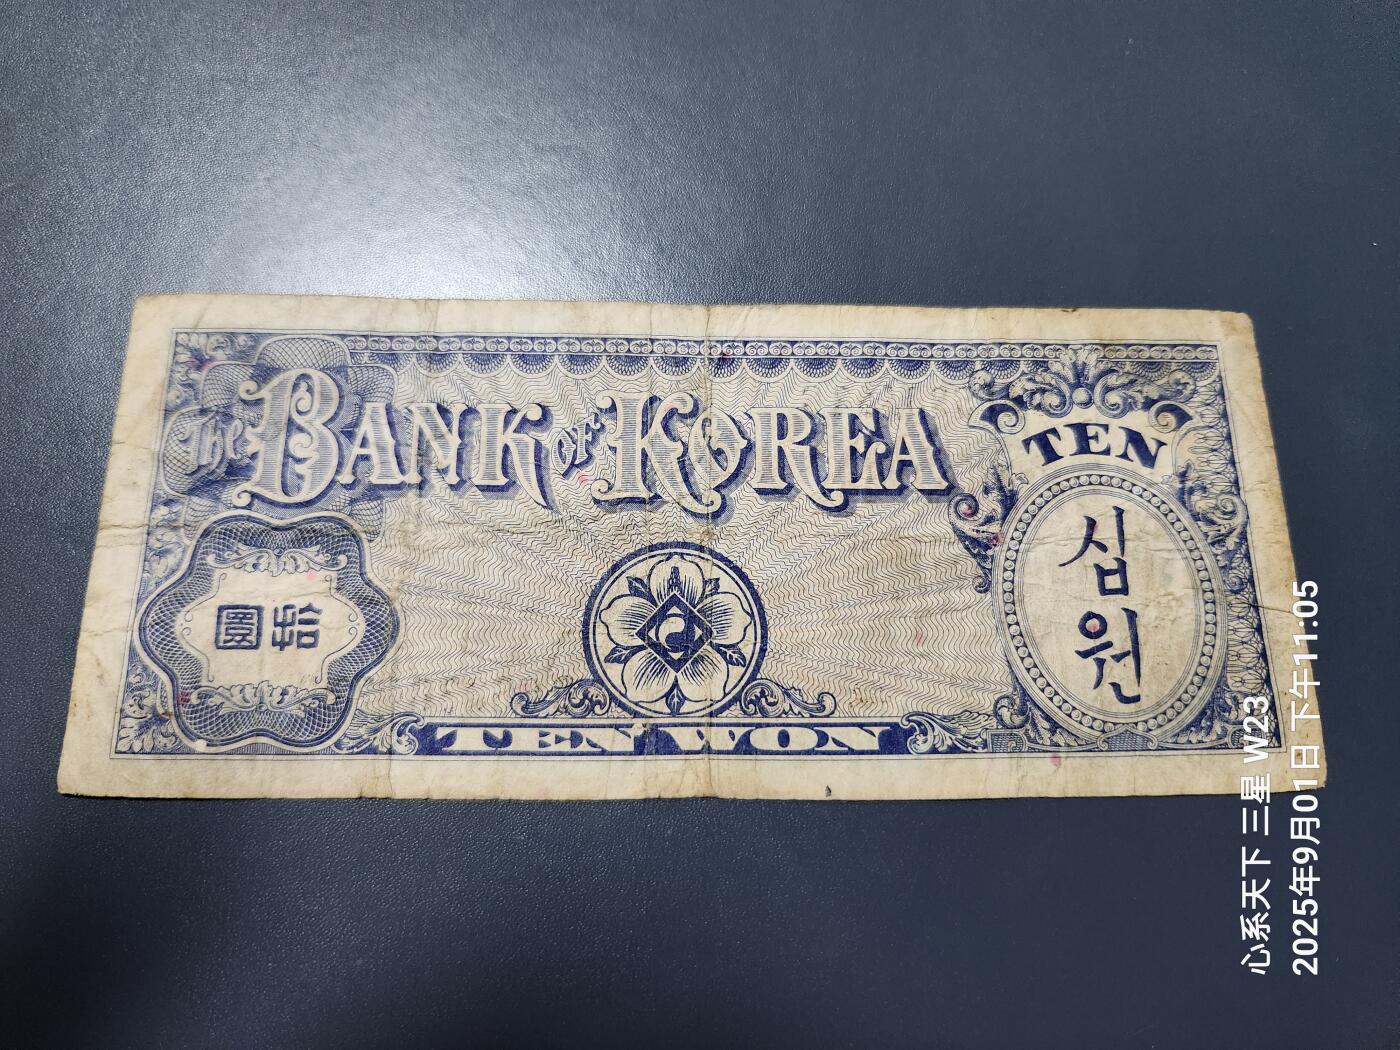 The BANK OF KOREA
TEN
십
원
圓拾
TEN WON
心系天下 三星 W23
2025年9月01日 下午11:05